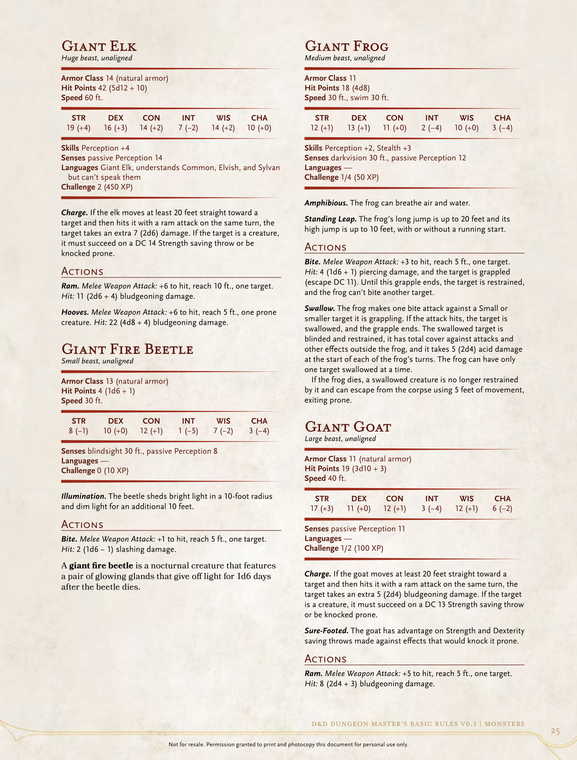 GIANT ELK
Huge beast, unaligned
Armor Class 14 (natural armor)
Hit Points 42 (5d12 + 10)
Speed 60 ft.
STR DEX CON INT WIS CHA
19 (+4) 16 (+3) 14 (+2) 7 (−2) 14 (+2) 10 (+0)
Skills Perception +4
Senses passive Perception 14
Languages Giant Elk, understands Common, Elvish, and Sylvan
but can't speak them
Challenge 2 (450 XP)
Charge. If the elk moves at least 20 feet straight toward a
target and then hits it with a ram attack on the same turn, the
target takes an extra 7 (2d6) damage. If the target is a creature,
it must succeed on a DC 14 Strength saving throw or be
knocked prone.
ACTIONS
Ram. Melee Weapon Attack: +6 to hit, reach 10 ft., one target.
Hit: 11 (2d6 + 4) bludgeoning damage.
Hooves. Melee Weapon Attack: +6 to hit, reach 5 ft., one prone
creature. Hit: 22 (4d8 + 4) bludgeoning damage.
GIANT FIRE BEETLE
Small beast, unaligned
Armor Class 13 (natural armor)
Hit Points 4 (1d6 + 1)
Speed 30 ft.
STR DEX CON INT WIS CHA
8 (−1) 10 (+0) 12 (+1) 1 (−5) 7 (−2) 3 (−4)
Senses blindsight 30 ft., passive Perception 8
Languages —
Challenge 0 (10 XP)
Illumination. The beetle sheds bright light in a 10-foot radius
and dim light for an additional 10 feet.
ACTIONS
Bite. Melee Weapon Attack: +1 to hit, reach 5 ft., one target.
Hit: 2 (1d6 − 1) slashing damage.
A giant fire beetle is a nocturnal creature that features
a pair of glowing glands that give off light for 1d6 days
after the beetle dies.
GIANT FROG
Medium beast, unaligned
Armor Class 11
Hit Points 18 (4d8)
Speed 30 ft., swim 30 ft.
STR DEX CON INT WIS CHA
12 (+1) 13 (+1) 11 (+0) 2 (−4) 10 (+0) 3 (−4)
Skills Perception +2, Stealth +3
Senses darkvision 30 ft., passive Perception 12
Languages —
Challenge 1/4 (50 XP)
Amphibious. The frog can breathe air and water.
Standing Leap. The frog's long jump is up to 20 feet and its
high jump is up to 10 feet, with or without a running start.
ACTIONS
Bite. Melee Weapon Attack: +3 to hit, reach 5 ft., one target.
Hit: 4 (1d6 + 1) piercing damage, and the target is grappled
(escape DC 11). Until this grapple ends, the target is restrained,
and the frog can't bite another target.
Swallow. The frog makes one bite attack against a Small or
smaller target it is grappling. If the attack hits, the target is
swallowed, and the grapple ends. The swallowed target is
blinded and restrained, it has total cover against attacks and
other effects outside the frog, and it takes 5 (2d4) acid damage
at the start of each of the frog's turns. The frog can have only
one target swallowed at a time.
If the frog dies, a swallowed creature is no longer restrained
by it and can escape from the corpse using 5 feet of movement,
exiting prone.
GIANT GOAT
Large beast, unaligned
Armor Class 11 (natural armor)
Hit Points 19 (3d10 + 3)
Speed 40 ft.
STR DEX CON INT WIS CHA
17 (+3) 11 (+0) 12 (+1) 3 (−4) 12 (+1) 6 (−2)
Senses passive Perception 11
Languages —
Challenge 1/2 (100 XP)
Charge. If the goat moves at least 20 feet straight toward a
target and then hits it with a ram attack on the same turn, the
target takes an extra 5 (2d4) bludgeoning damage. If the target
is a creature, it must succeed on a DC 13 Strength saving throw
or be knocked prone.
Sure-Footed. The goat has advantage on Strength and Dexterity
saving throws made against effects that would knock it prone.
ACTIONS
Ram. Melee Weapon Attack: +5 to hit, reach 5 ft., one target.
Hit: 8 (2d4 + 3) bludgeoning damage.
D&D DUNGEON MASTER'S BASIC RULES V0.3 | MONSTERS
25
Not for resale. Permission granted to print and photocopy this document for personal use only.